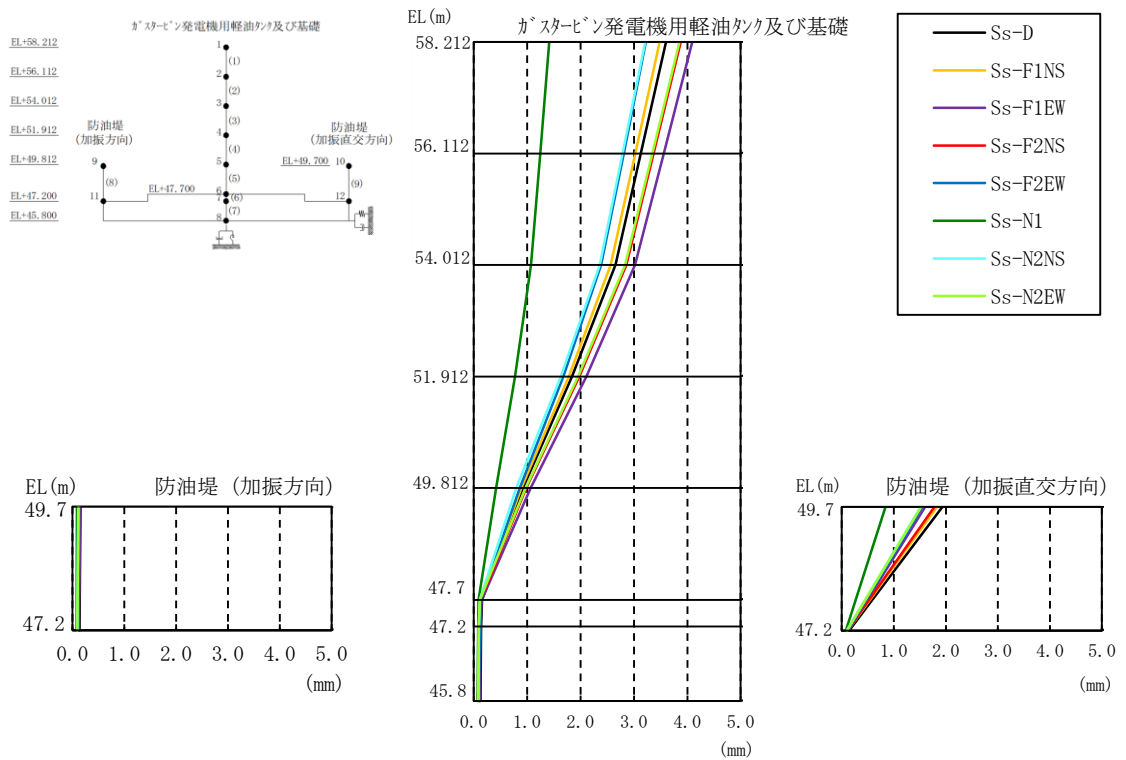 ｶﾞｽﾀｰﾋﾞﾝ発電機用軽油ﾀﾝｸ及び基礎
EL+58.212
1
(1)
EL+56.112
2
(2)
EL+54.012
3
(3)
EL+51.912
4
防油堤
(加振方向)
(4)
防油堤
(加振直交方向)
EL+49.812
9
5
EL+49.700
10
(8)
(5)
(9)
EL+47.700
6
EL+47.200
11
7
(6)
12
(7)
EL+45.800
8
EL(m)
ｶﾞｽﾀｰﾋﾞﾝ発電機用軽油ﾀﾝｸ及び基礎
58.212
56.112
54.012
51.912
49.812
47.7
47.2
45.8
0.0 1.0 2.0 3.0 4.0 5.0
(mm)
Ss-D
Ss-F1NS
Ss-F1EW
Ss-F2NS
Ss-F2EW
Ss-N1
Ss-N2NS
Ss-N2EW
EL(m)
防油堤 (加振方向)
49.7
47.2
0.0 1.0 2.0 3.0 4.0 5.0
(mm)
EL(m)
防油堤 (加振直交方向)
49.7
47.2
0.0 1.0 2.0 3.0 4.0 5.0
(mm)